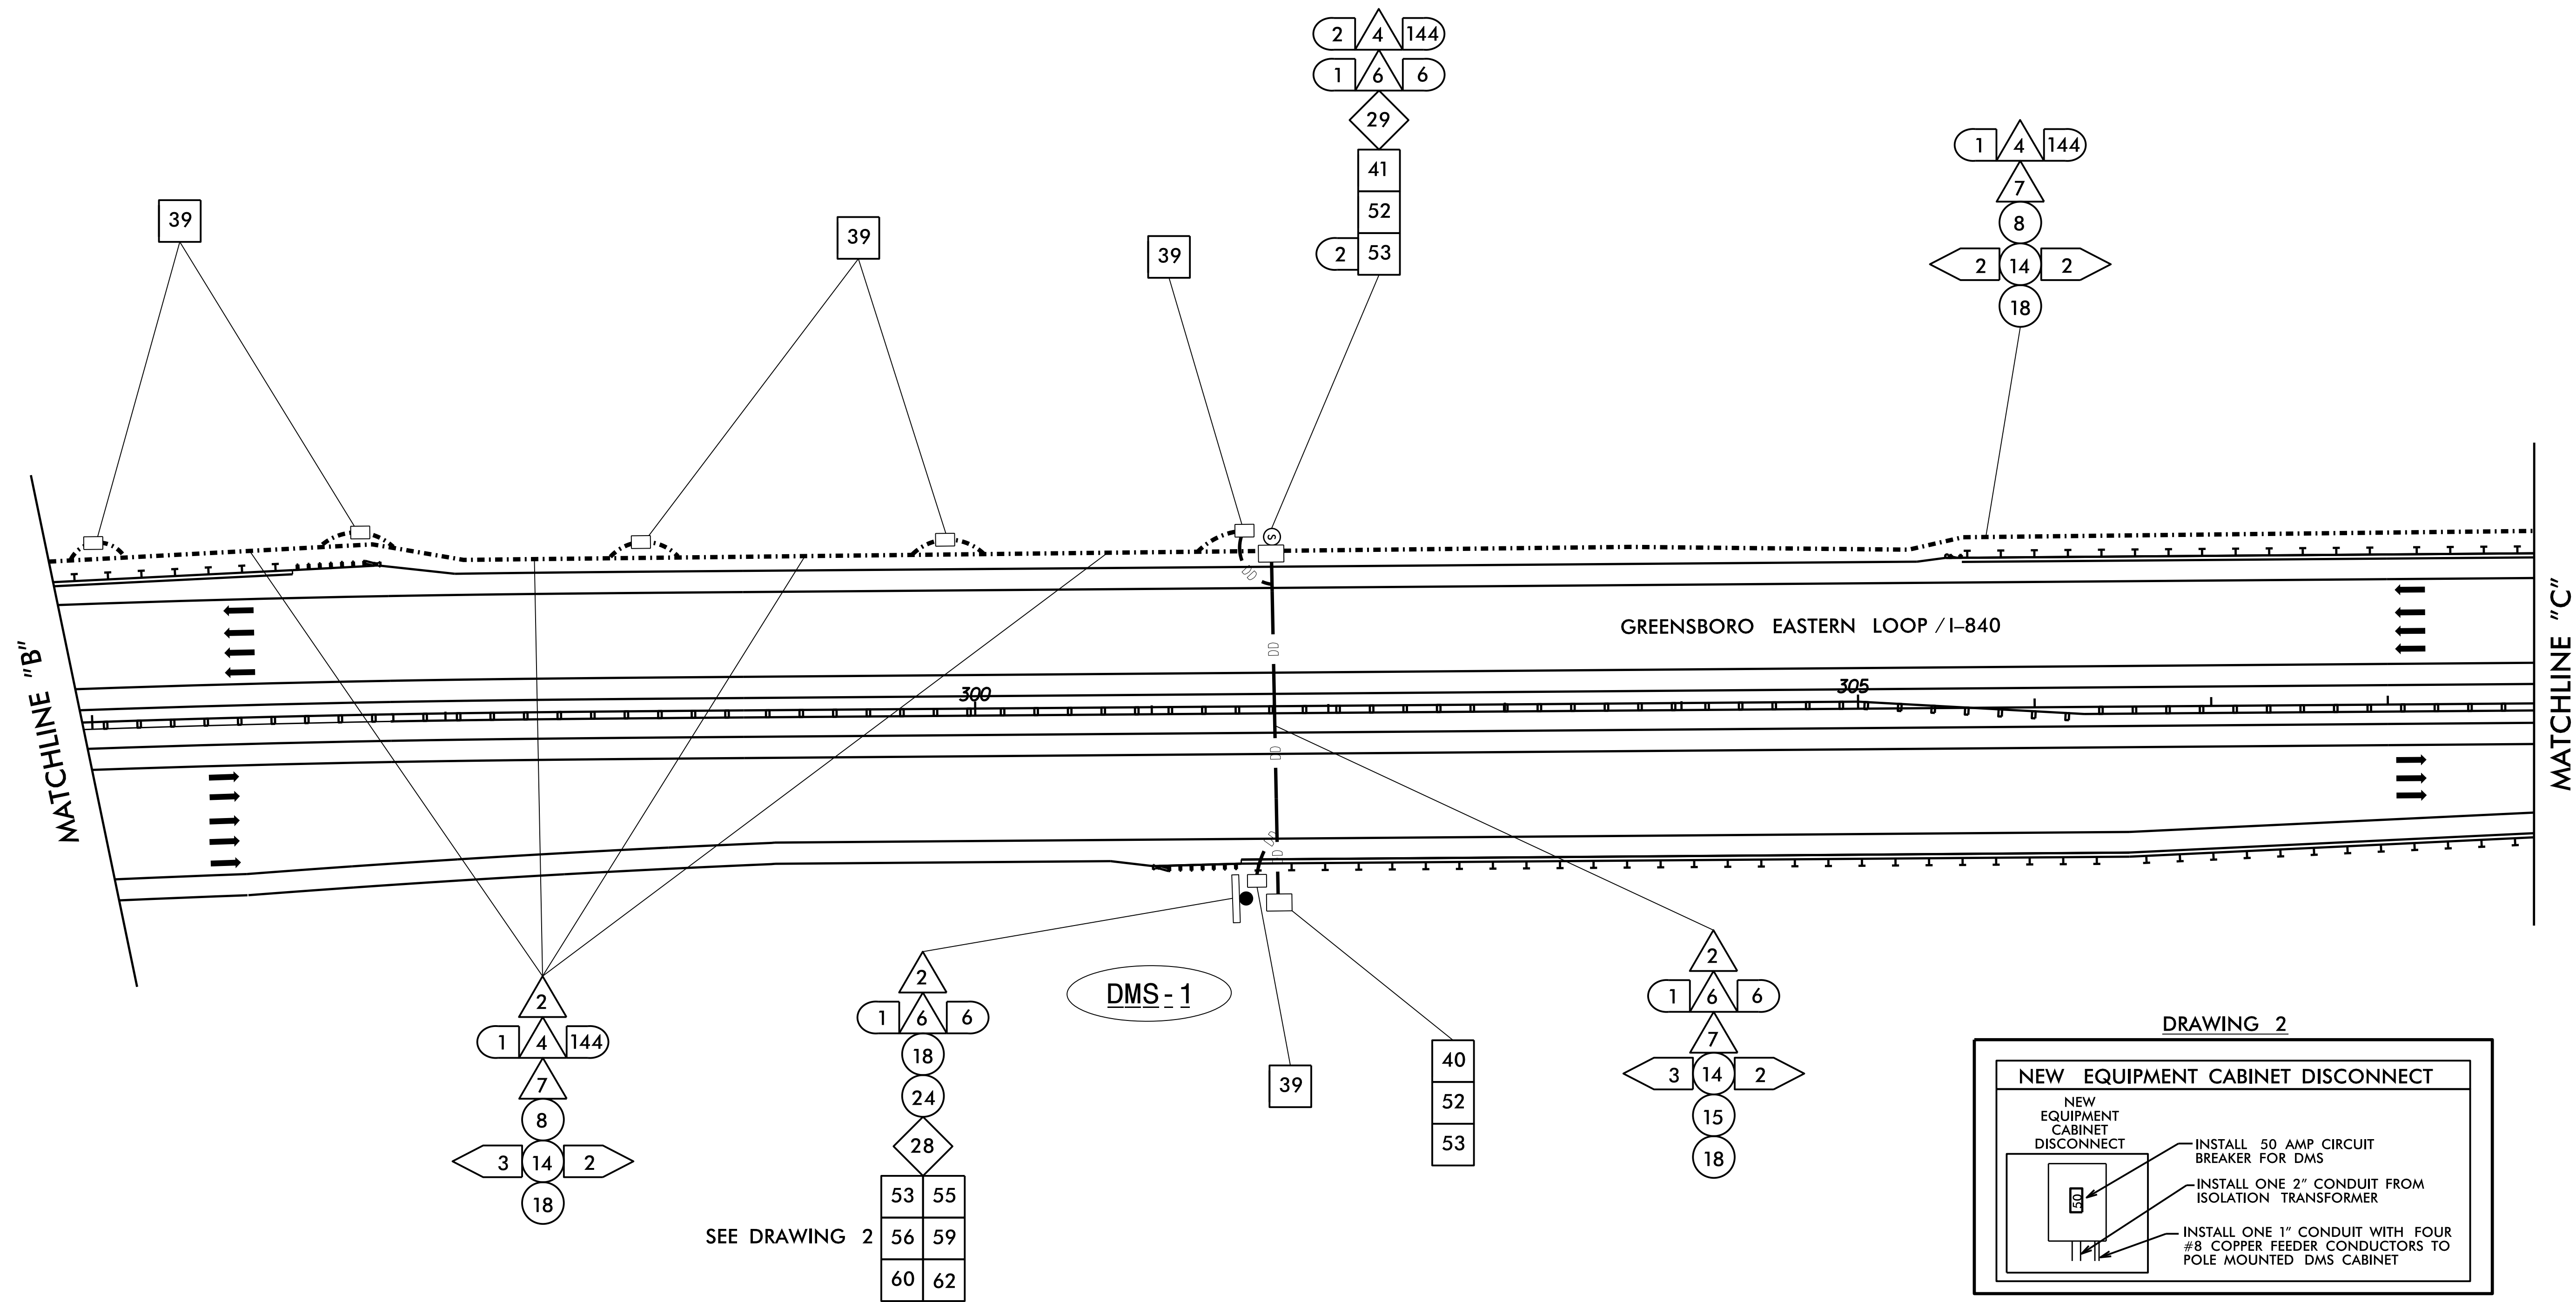 2 4 144
1 6 6
29
41
52
2 53
1 4 144
7
8
2 14 2
18
39
39
39
S
GREENSBORO EASTERN LOOP / I-840
MATCHLINE "B"
MATCHLINE "C"
300
305
DD
DD
DD
DD
DD
2
1 4 144
7
8
3 14 2
18
2
1 6 6
18
24
28
53 55
SEE DRAWING 2 56 59
60 62
DMS - 1
39
40
52
53
2
1 6 6
7
3 14 2
15
18
DRAWING 2
NEW EQUIPMENT CABINET DISCONNECT
NEW
EQUIPMENT
CABINET
DISCONNECT
50
INSTALL 50 AMP CIRCUIT
BREAKER FOR DMS
INSTALL ONE 2" CONDUIT FROM
ISOLATION TRANSFORMER
INSTALL ONE 1" CONDUIT WITH FOUR
#8 COPPER FEEDER CONDUCTORS TO
POLE MOUNTED DMS CABINET